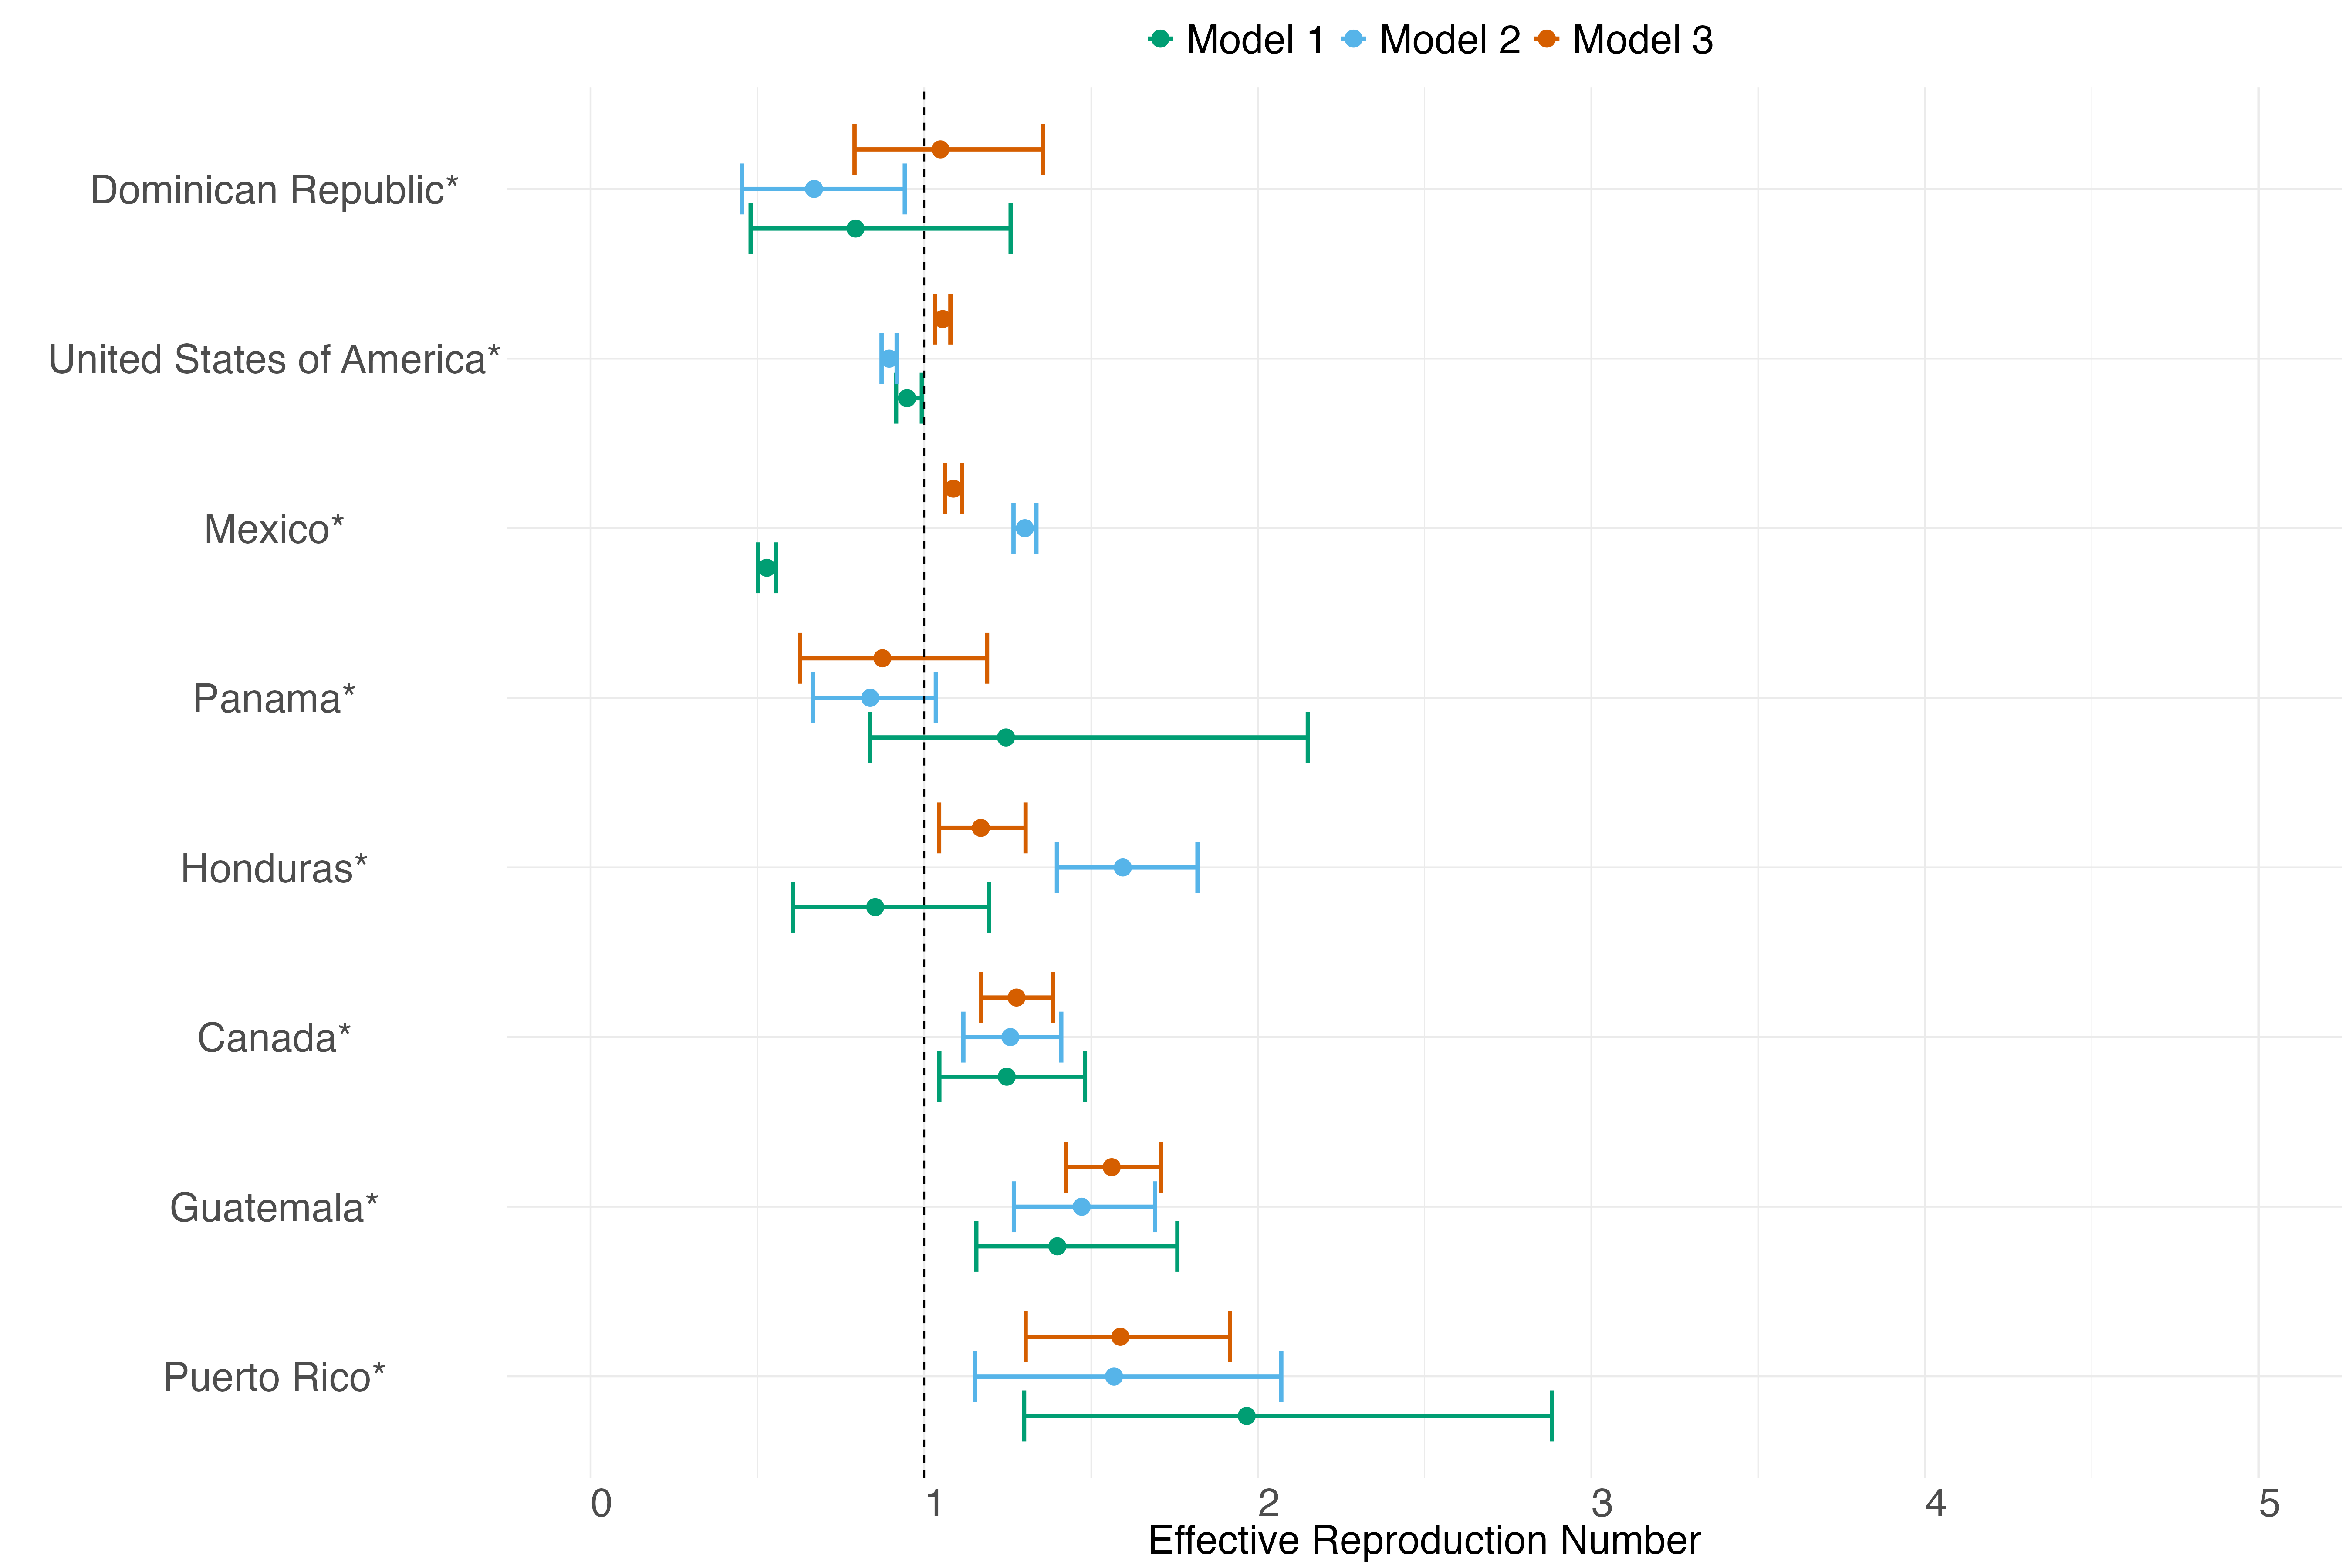 Model 1 Model 2 Model 3
Dominican Republic*
United States of America*
Mexico*
Panama*
Honduras*
Canada*
Guatemala*
Puerto Rico*
0 1 2 3 4 5
Effective Reproduction Number